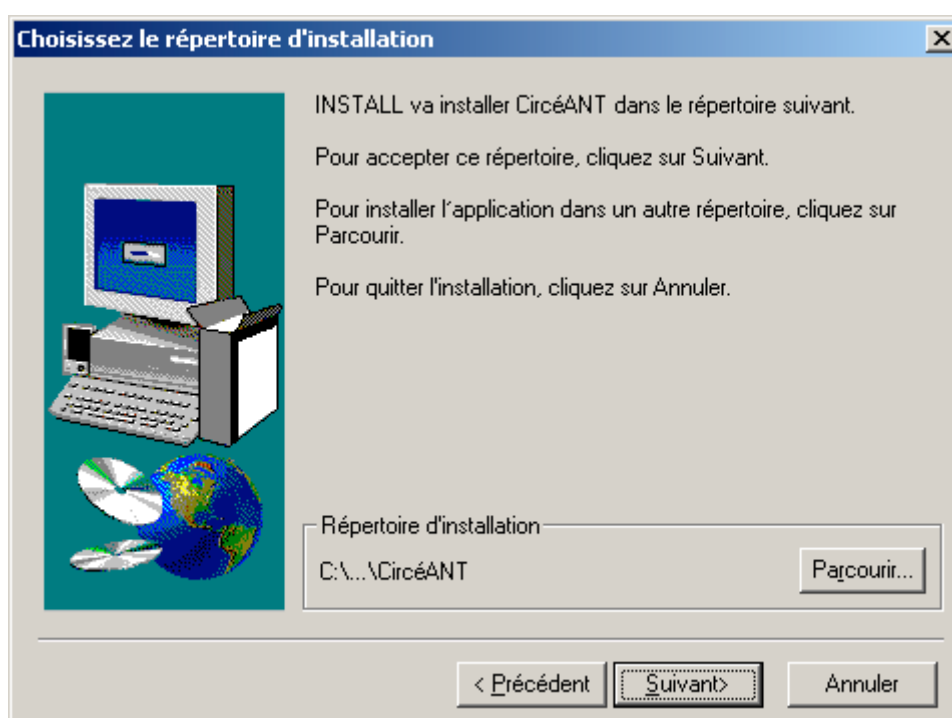 Choisissez le répertoire d'installation
INSTALL va installer CircéANT dans le répertoire suivant.
Pour accepter ce répertoire, cliquez sur Suivant.
Pour installer l'application dans un autre répertoire, cliquez sur
Parcourir.
Pour quitter l'installation, cliquez sur Annuler.
Répertoire d'installation
C:\...\CircéANT
Parcourir...
< Précédent
Suivant>
Annuler